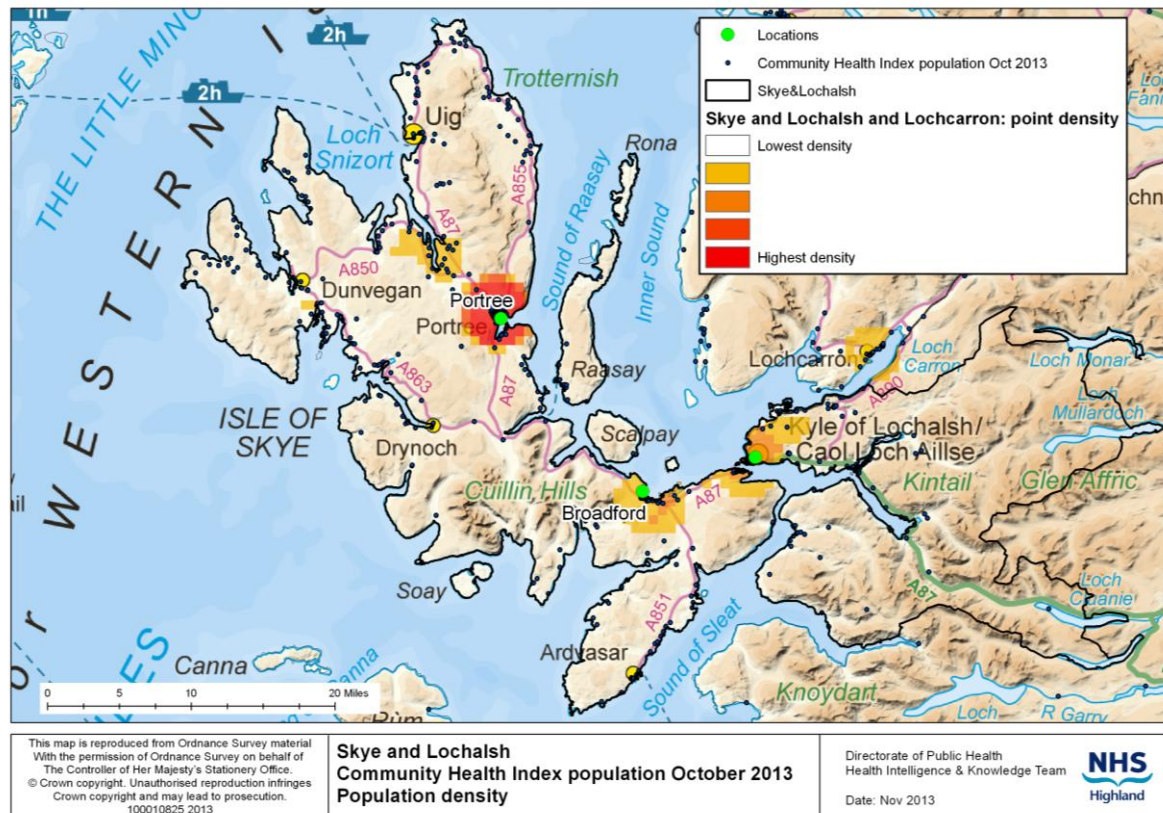 THE LITTLE MINC
2h
2h
WESTERN IS
or WESTERN
LES
Trotternish
Uig
Loch
Snizort
Rona
A855
A87
Sound of Raasay
Inner Sound
A850
Dunvegan
Portree
Portree
A863
A87
Raasay
Lochcarron
Loch
Carron
A890
Loch Monar
Loch
Mullardoch
ISLE OF
SKYE
Drynoch
Scalpay
Kyle of Lochalsh/
Caol Loch Aillse
Kintail
Glen Affric
Cuillin Hills
A87
Broadford
Soay
A851
A87
Loch
Cluanie
Ardvasar
Sound of Sleat
Canna
Rùm
Knoydart
Loch
R Garry
0 5 10 20 Miles
Locations
Community Health Index population Oct 2013
Skye&Lochalsh
Skye and Lochalsh and Lochcarron: point density
Lowest density
Highest density
This map is reproduced from Ordnance Survey material
With the permission of Ordnance Survey on behalf of
The Controller of Her Majesty's Stationery Office.
© Crown copyright. Unauthorised reproduction infringes
Crown copyright and may lead to prosecution.
100010825 2013
Skye and Lochalsh
Community Health Index population October 2013
Population density
Directorate of Public Health
Health Intelligence & Knowledge Team
Date: Nov 2013
NHS
Highland